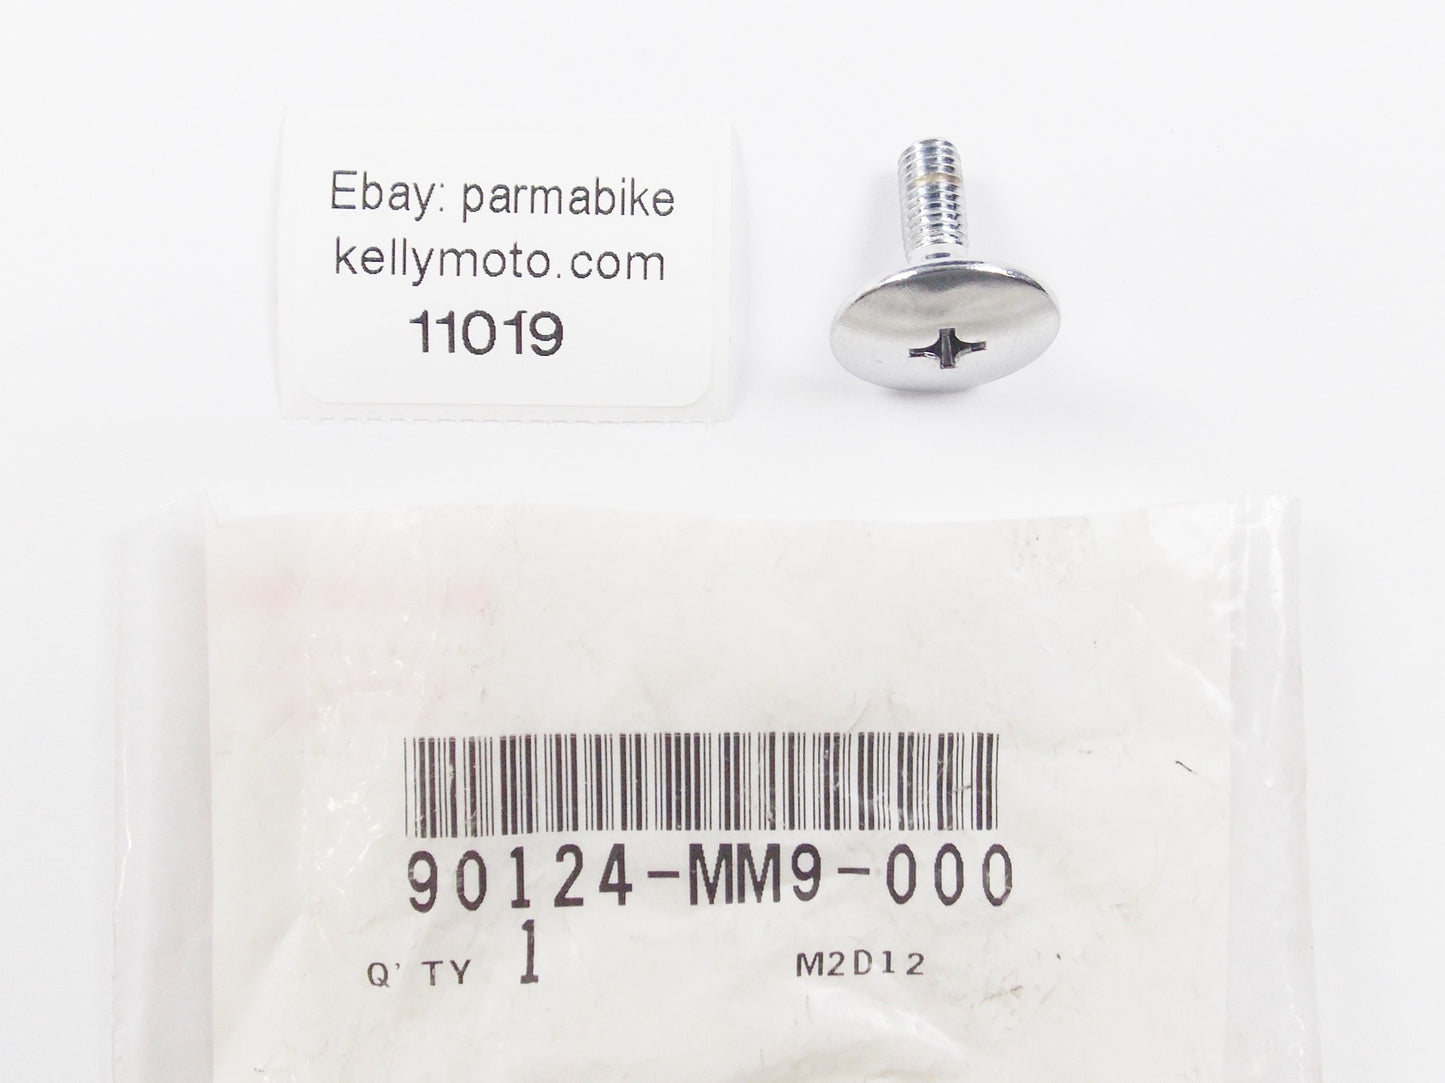 Ebay: parmabike
kellymoto.com
11019
90124-MM9-000
Q'TY 1 M2D12